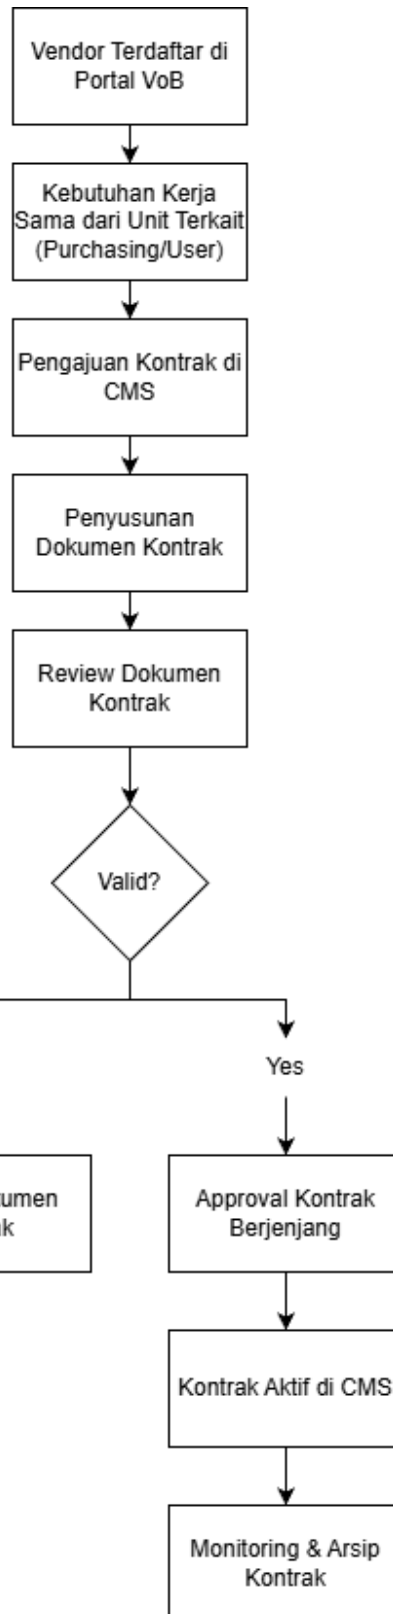 Vendor Terdaftar di
Portal VoB
Kebutuhan Kerja
Sama dari Unit Terkait
(Purchasing/User)
Pengajuan Kontrak di
CMS
Penyusunan
Dokumen Kontrak
Review Dokumen
Kontrak
Valid?
Yes
Approval Kontrak
Berjenjang
Kontrak Aktif di CMS
Monitoring & Arsip
Kontrak